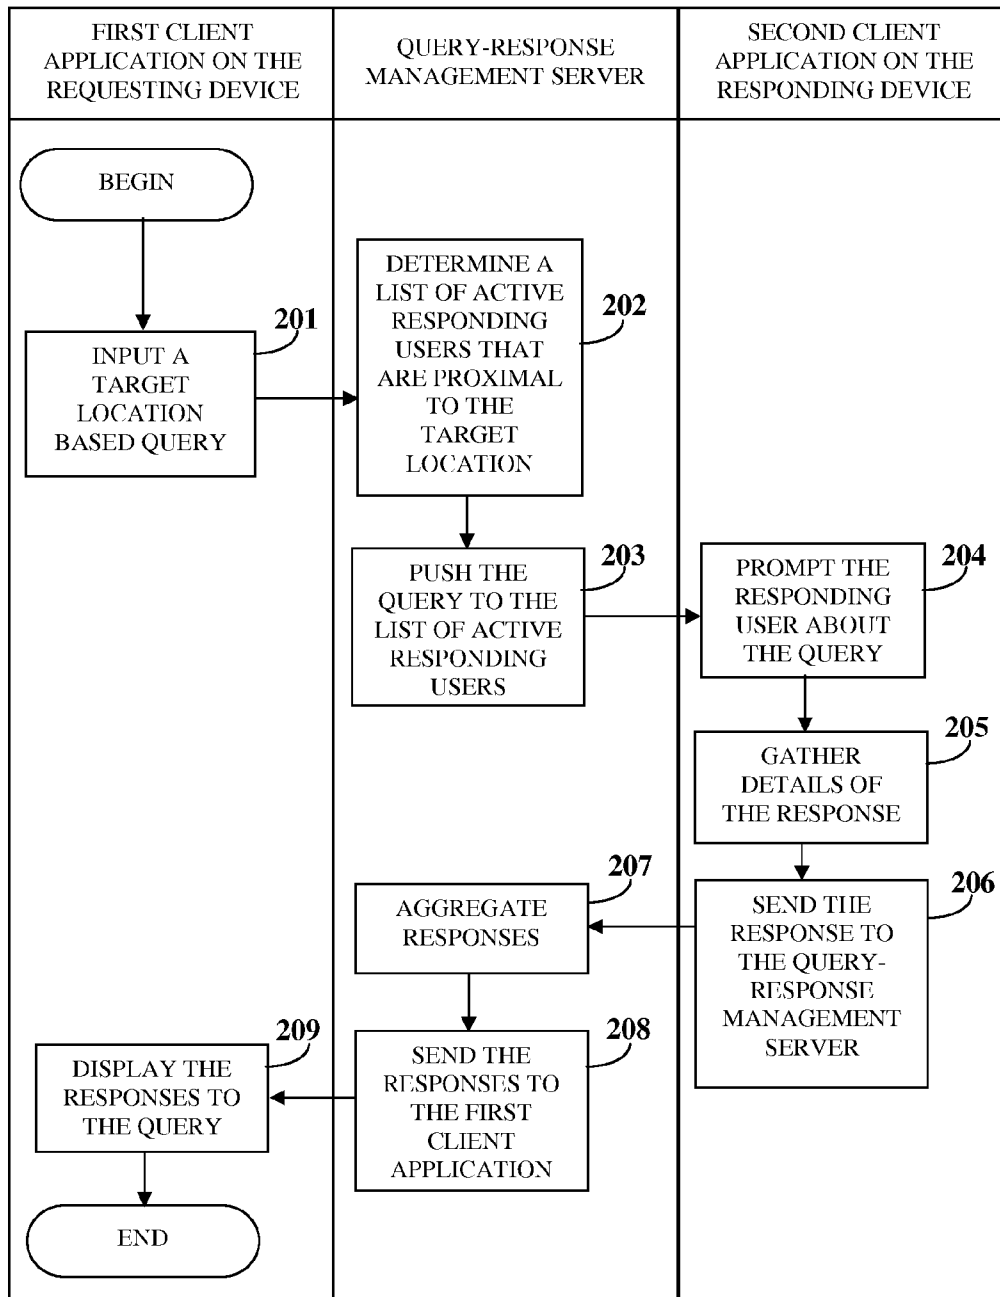 FIRST CLIENT
APPLICATION ON THE
REQUESTING DEVICE
QUERY-RESPONSE
MANAGEMENT SERVER
SECOND CLIENT
APPLICATION ON THE
RESPONDING DEVICE
BEGIN
201
INPUT A
TARGET
LOCATION
BASED QUERY
202
DETERMINE A
LIST OF ACTIVE
RESPONDING
USERS THAT
ARE PROXIMAL
TO THE
TARGET
LOCATION
203
PUSH THE
QUERY TO THE
LIST OF ACTIVE
RESPONDING
USERS
204
PROMPT THE
RESPONDING
USER ABOUT
THE QUERY
205
GATHER
DETAILS OF
THE RESPONSE
206
SEND THE
RESPONSE TO
THE QUERY-
RESPONSE
MANAGEMENT
SERVER
207
AGGREGATE
RESPONSES
208
SEND THE
RESPONSES TO
THE FIRST
CLIENT
APPLICATION
209
DISPLAY THE
RESPONSES TO
THE QUERY
END